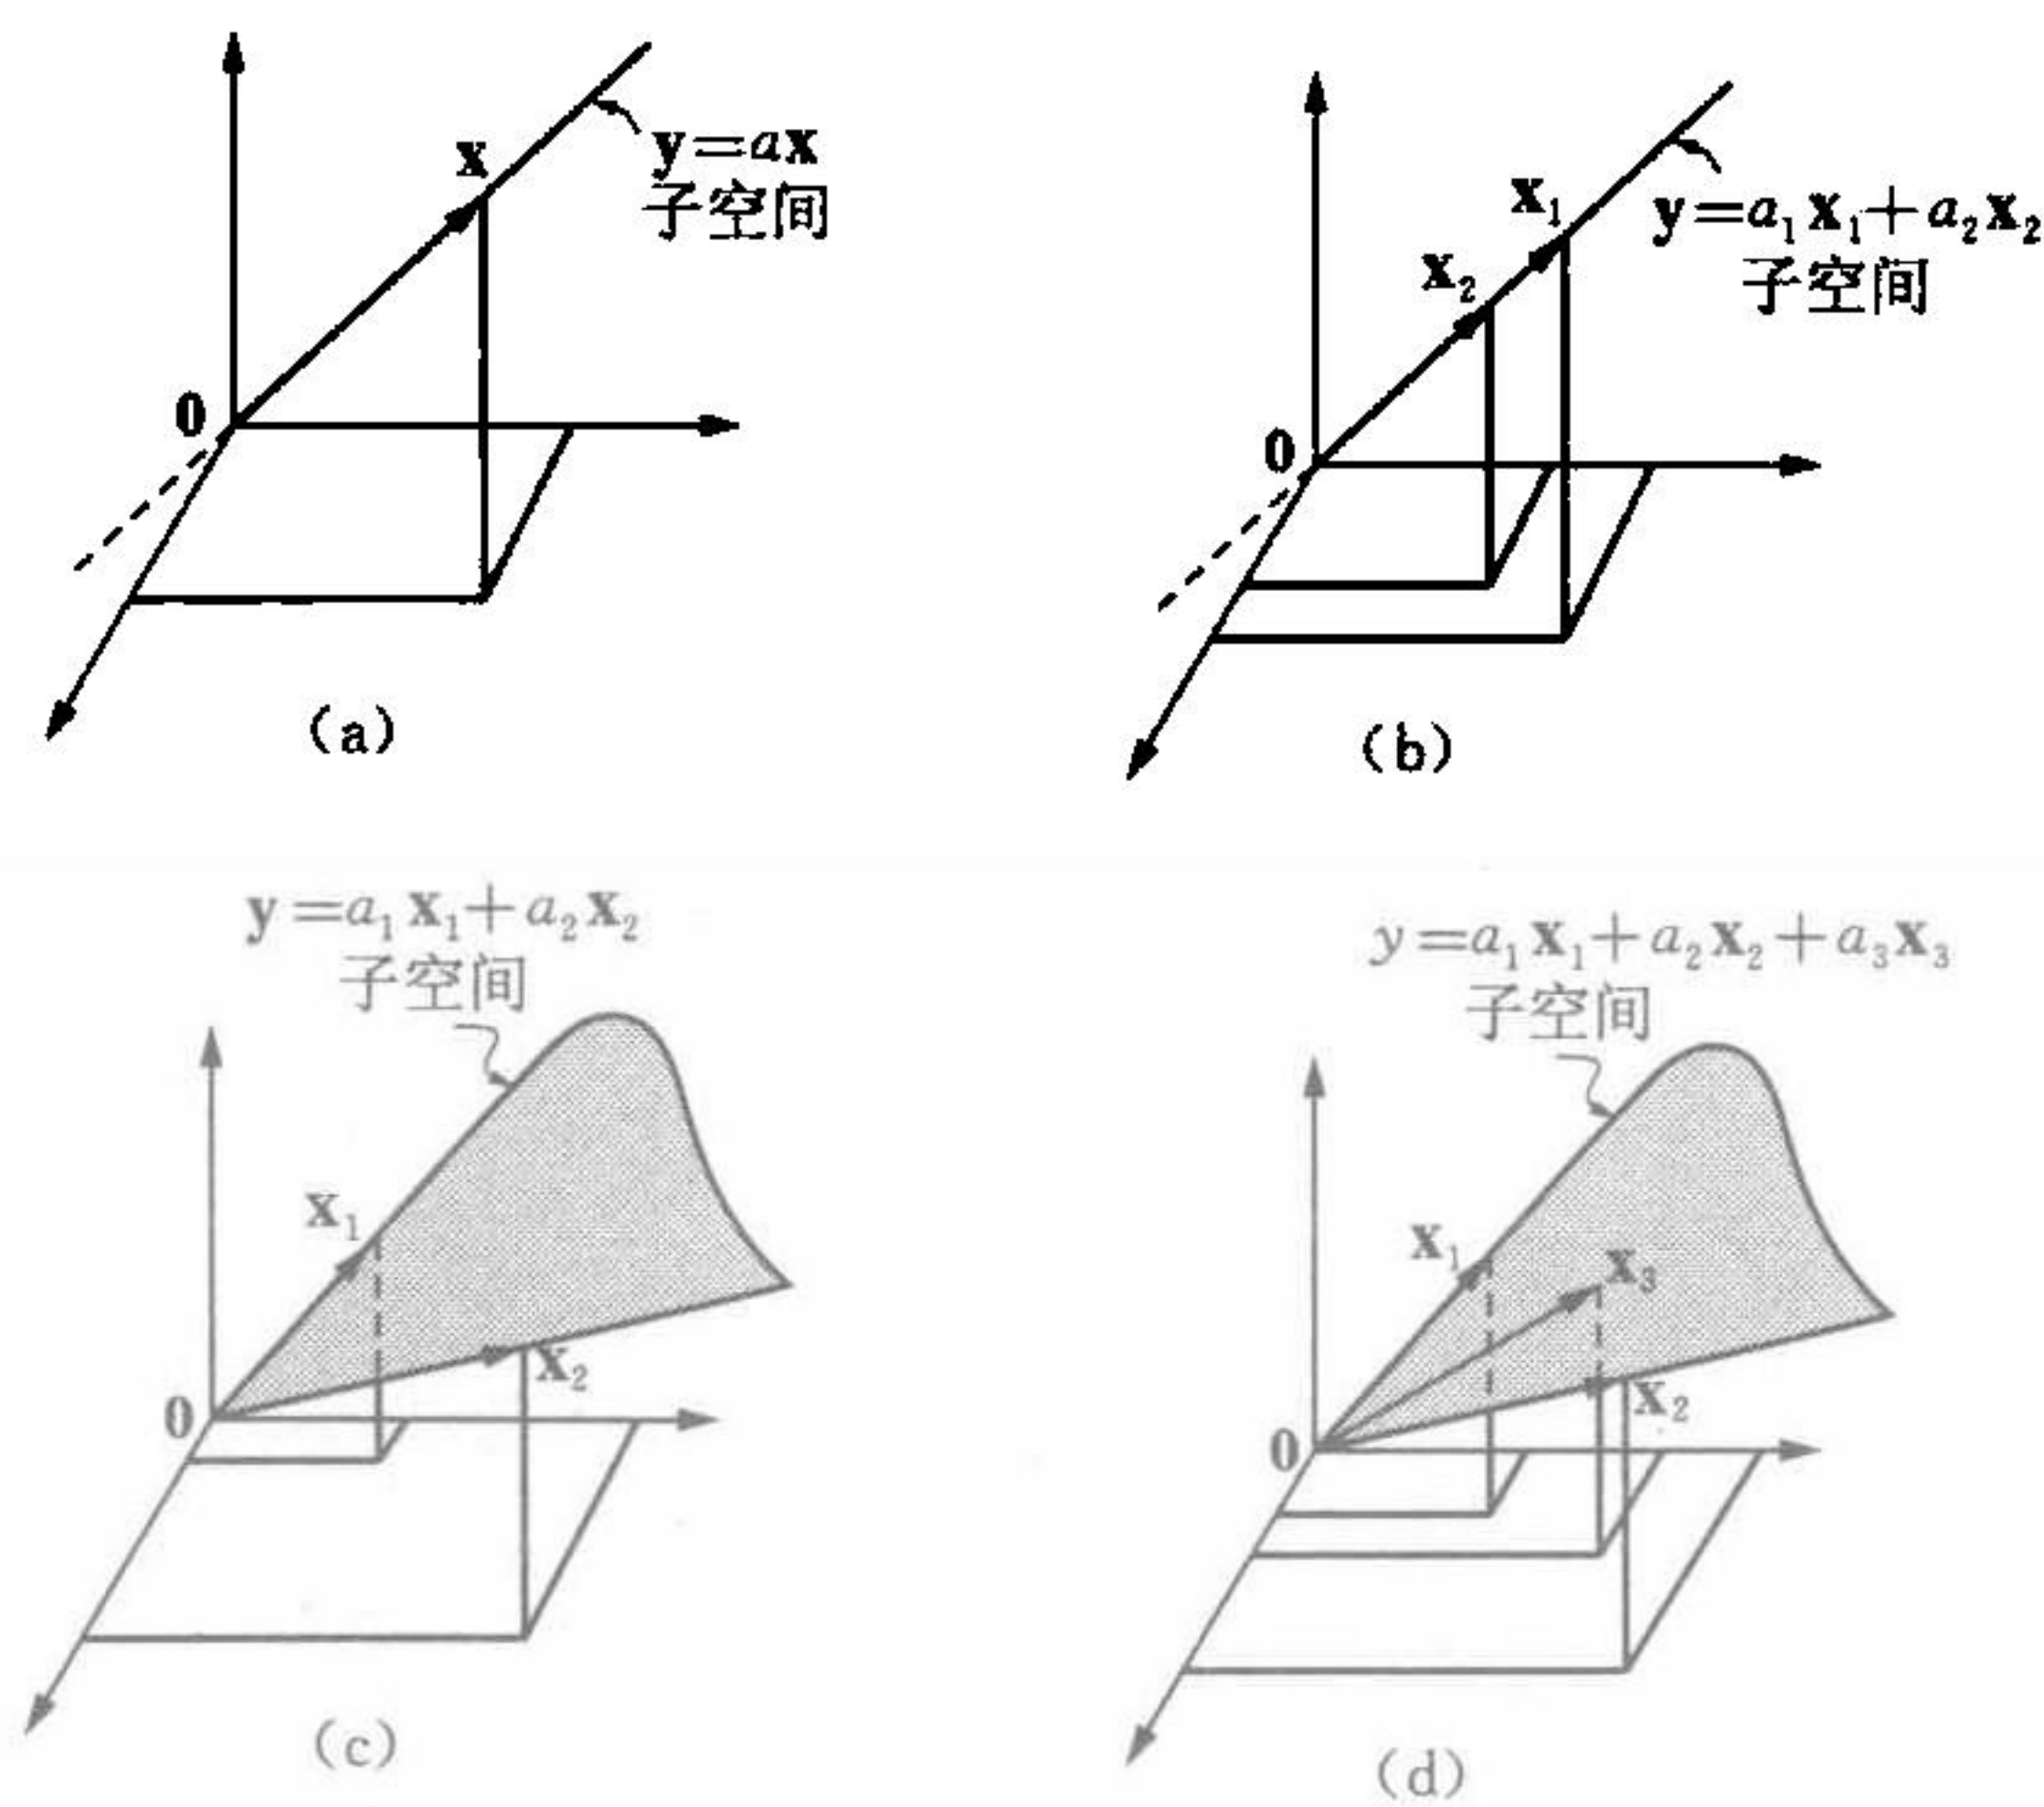 x
y=ax
子空间
0
(a)
x₁
y=a₁x₁+a₂x₂
x₂
子空间
0
(b)
y=a₁x₁+a₂x₂
子空间
x₁
x₂
0
(c)
y=a₁x₁+a₂x₂+a₃x₃
子空间
x₁
x₃
x₂
0
(d)